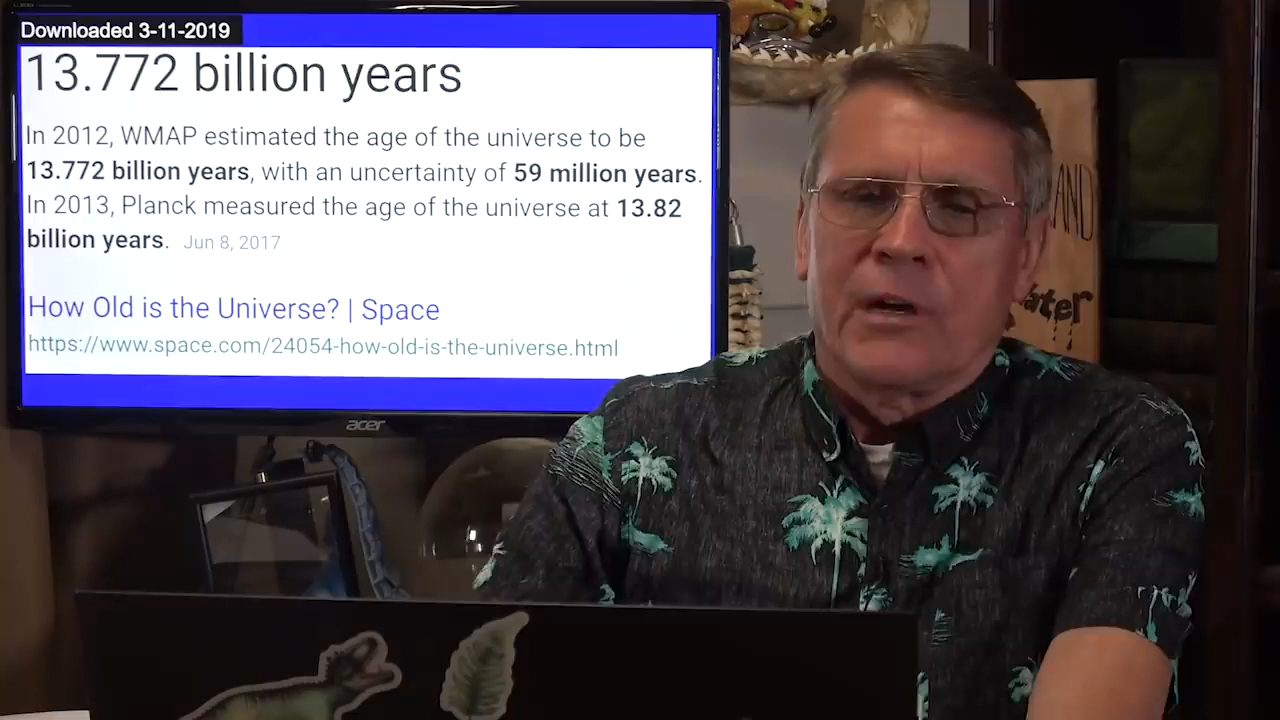 Downloaded 3-11-2019
13.772 billion years
In 2012, WMAP estimated the age of the universe to be
13.772 billion years, with an uncertainty of 59 million years.
In 2013, Planck measured the age of the universe at 13.82
billion years. Jun 8, 2017
How Old is the Universe? | Space
https://www.space.com/24054-how-old-is-the-universe.html
acer
AND
ater